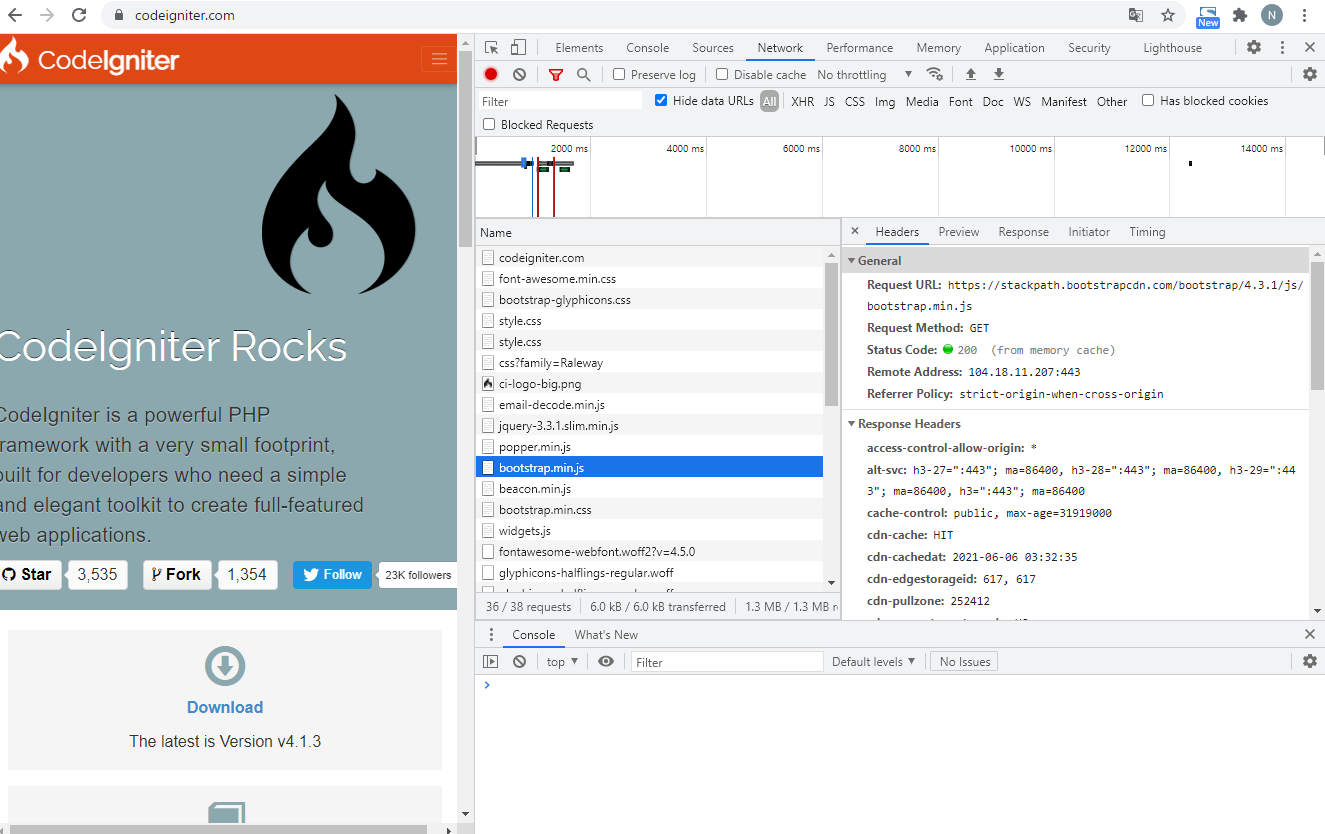 codeigniter.com
New
N
CodeIgniter
CodeIgniter Rocks
CodeIgniter is a powerful PHP
framework with a very small footprint,
built for developers who need a simple
and elegant toolkit to create full-featured
web applications.
Star 3,535 Fork 1,354 Follow 23K followers
Download
The latest is Version v4.1.3
Elements Console Sources Network Performance Memory Application Security Lighthouse
Preserve log Disable cache No throttling
Filter Hide data URLs All XHR JS CSS Img Media Font Doc WS Manifest Other Has blocked cookies
Blocked Requests
2000 ms 4000 ms 6000 ms 8000 ms 10000 ms 12000 ms 14000 ms
Name
codeigniter.com
font-awesome.min.css
bootstrap-glyphicons.css
style.css
style.css
css?family=Raleway
ci-logo-big.png
email-decode.min.js
jquery-3.3.1.slim.min.js
popper.min.js
bootstrap.min.js
beacon.min.js
bootstrap.min.css
widgets.js
fontawesome-webfont.woff2?v=4.5.0
glyphicons-halflings-regular.woff
36 / 38 requests 6.0 kB / 6.0 kB transferred 1.3 MB / 1.3 MB r
Headers Preview Response Initiator Timing
General
Request URL: https://stackpath.bootstrapcdn.com/bootstrap/4.3.1/js/
bootstrap.min.js
Request Method: GET
Status Code: 200 (from memory cache)
Remote Address: 104.18.11.207:443
Referrer Policy: strict-origin-when-cross-origin
Response Headers
access-control-allow-origin: *
alt-svc: h3-27=":443"; ma=86400, h3-28=":443"; ma=86400, h3-29=":44
3"; ma=86400, h3=":443"; ma=86400
cache-control: public, max-age=31919000
cdn-cache: HIT
cdn-cachedat: 2021-06-06 03:32:35
cdn-edgestorageid: 617, 617
cdn-pullzone: 252412
Console What's New
top Filter Default levels No Issues